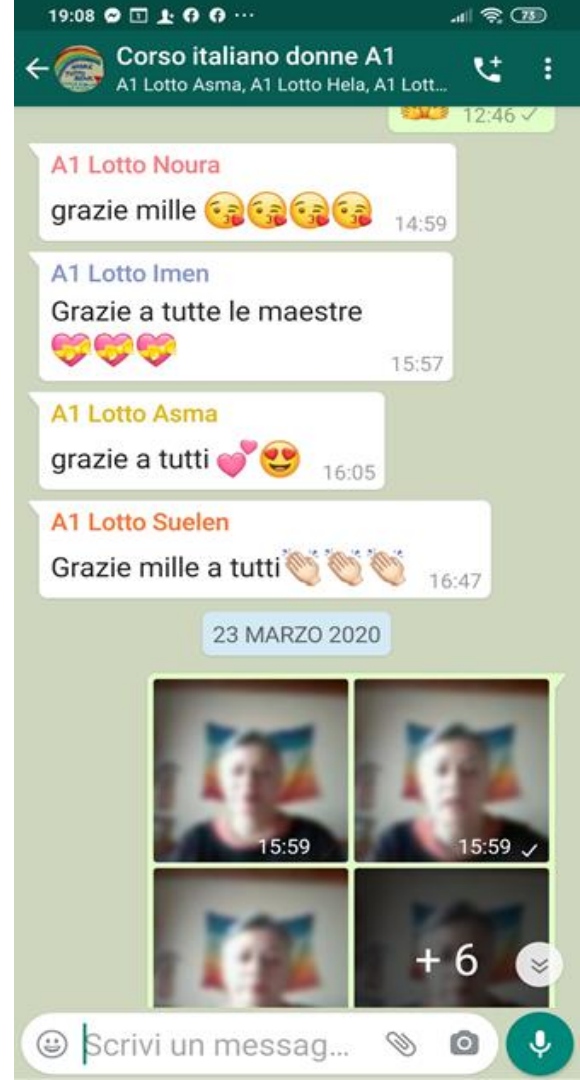 19:08
73
Corso italiano donne A1
A1 Lotto Asma, A1 Lotto Hela, A1 Lott...
12:46
A1 Lotto Noura
grazie mille 😘😘😘😘
14:59
A1 Lotto Imen
Grazie a tutte le maestre
💝💝💝
15:57
A1 Lotto Asma
grazie a tutti 💕😍
16:05
A1 Lotto Suelen
Grazie mille a tutti👏🏻👏🏻👏🏻
16:47
23 MARZO 2020
15:59
15:59
+ 6
Scrivi un messag...